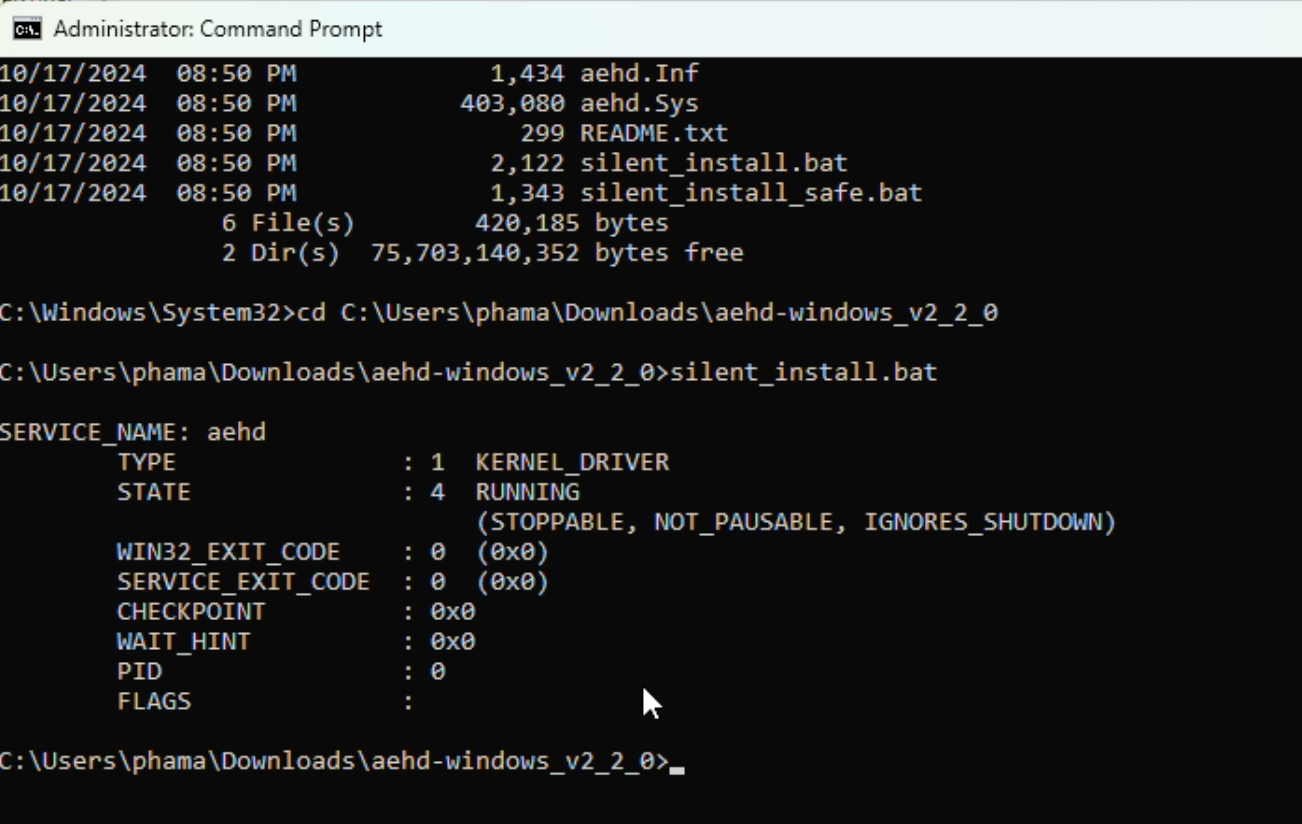 Administrator: Command Prompt
10/17/2024  08:50 PM             1,434 aehd.Inf
10/17/2024  08:50 PM           403,080 aehd.Sys
10/17/2024  08:50 PM               299 README.txt
10/17/2024  08:50 PM             2,122 silent_install.bat
10/17/2024  08:50 PM             1,343 silent_install_safe.bat
               6 File(s)        420,185 bytes
               2 Dir(s)  75,703,140,352 bytes free
C:\Windows\System32>cd C:\Users\phama\Downloads\aehd-windows_v2_2_0
C:\Users\phama\Downloads\aehd-windows_v2_2_0>silent_install.bat
SERVICE_NAME: aehd
        TYPE               : 1  KERNEL_DRIVER
        STATE              : 4  RUNNING
                                (STOPPABLE, NOT_PAUSABLE, IGNORES_SHUTDOWN)
        WIN32_EXIT_CODE    : 0  (0x0)
        SERVICE_EXIT_CODE  : 0  (0x0)
        CHECKPOINT         : 0x0
        WAIT_HINT          : 0x0
        PID                : 0
        FLAGS              :
C:\Users\phama\Downloads\aehd-windows_v2_2_0>